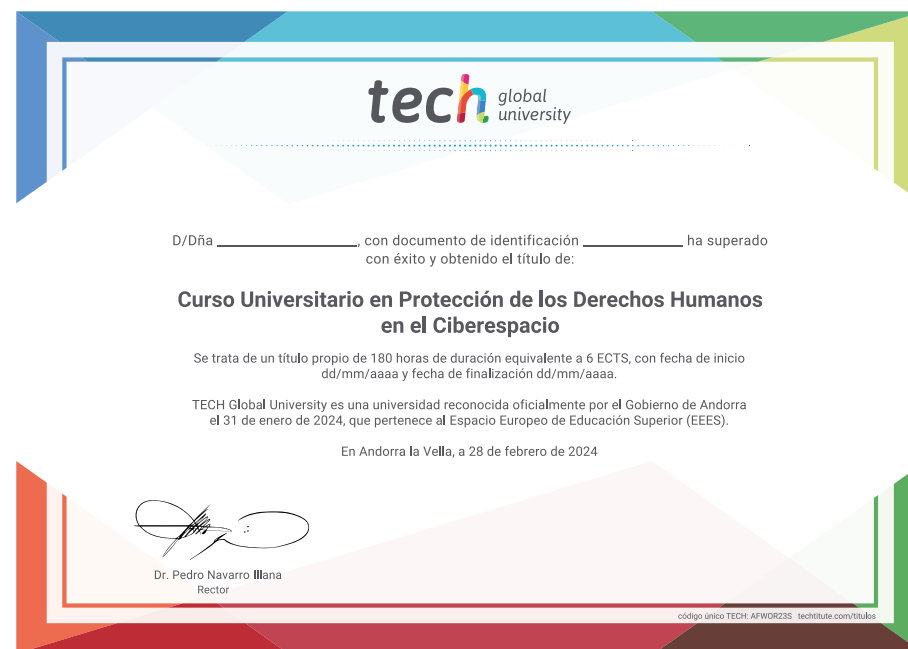 tech global
university
D/Dña ____________________, con documento de identificación ______________ ha superado
con éxito y obtenido el título de:
Curso Universitario en Protección de los Derechos Humanos
en el Ciberespacio
Se trata de un título propio de 180 horas de duración equivalente a 6 ECTS, con fecha de inicio
dd/mm/aaaa y fecha de finalización dd/mm/aaaa.
TECH Global University es una universidad reconocida oficialmente por el Gobierno de Andorra
el 31 de enero de 2024, que pertenece al Espacio Europeo de Educación Superior (EEES).
En Andorra la Vella, a 28 de febrero de 2024
Dr. Pedro Navarro Illana
Rector
código único TECH: AFWOR23S techtitute.com/titulos